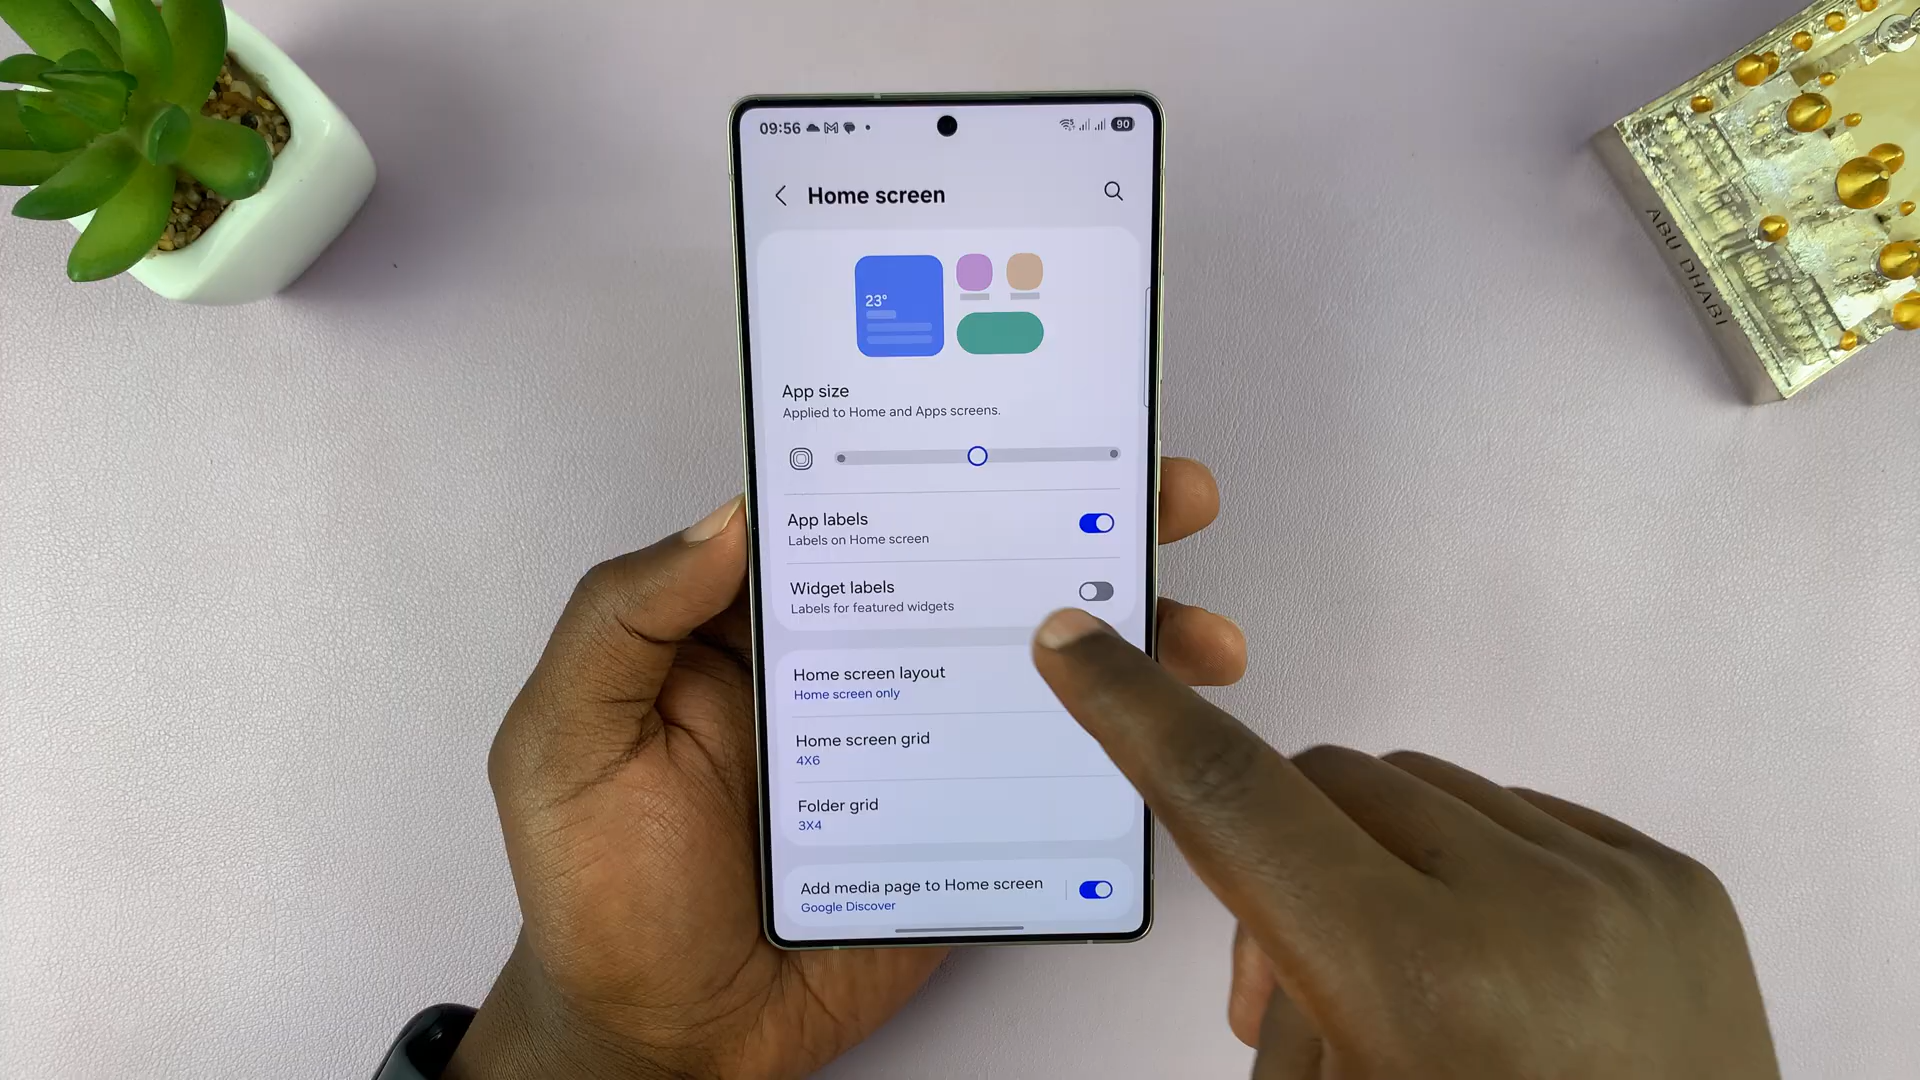 09:56
90
Home screen
23°
App size
Applied to Home and Apps screens.
App labels
Labels on Home screen
Widget labels
Labels for featured widgets
Home screen layout
Home screen only
Home screen grid
4X6
Folder grid
3X4
Add media page to Home screen
Google Discover
ABU DHABI